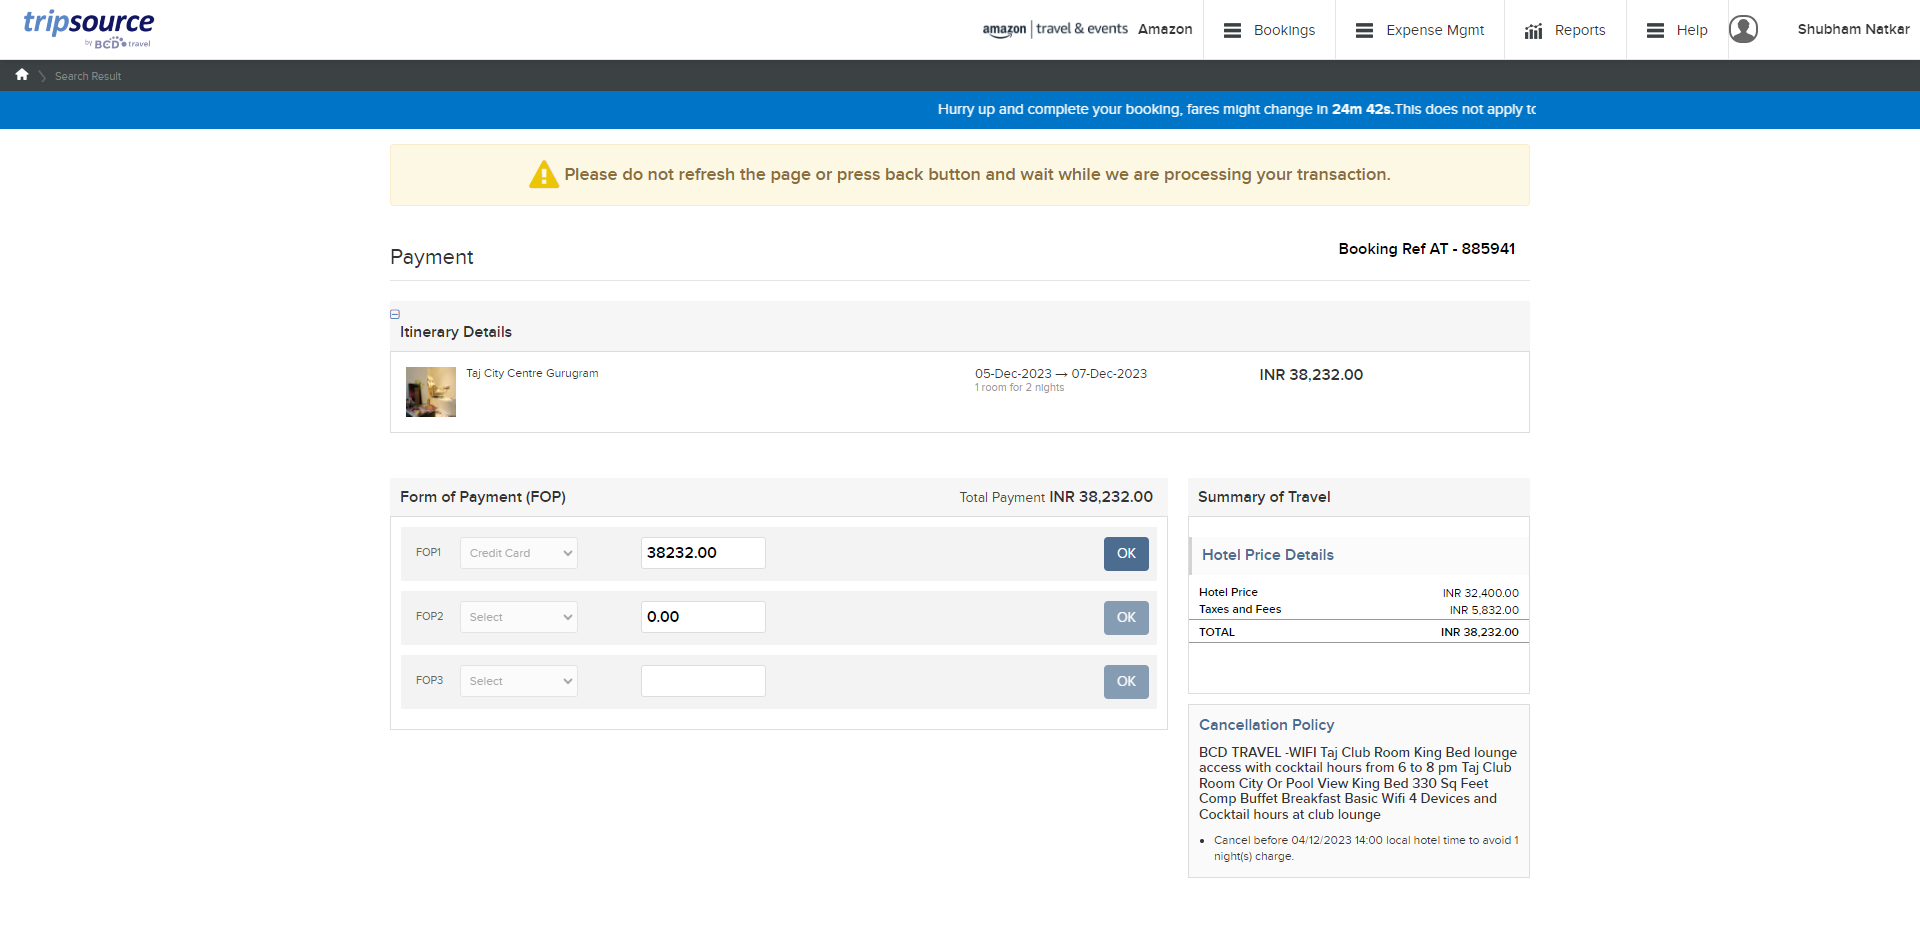 tripsource
by BCD travel
amazon | travel & events Amazon
Bookings
Expense Mgmt
Reports
Help
Shubham Natkar
Search Result
Hurry up and complete your booking, fares might change in 24m 42s.This does not apply to
Please do not refresh the page or press back button and wait while we are processing your transaction.
Payment
Booking Ref AT - 885941
Itinerary Details
Taj City Centre Gurugram
05-Dec-2023 → 07-Dec-2023
1 room for 2 nights
INR 38,232.00
Form of Payment (FOP)
Total Payment INR 38,232.00
FOP1 Credit Card 38232.00 OK
FOP2 Select 0.00 OK
FOP3 Select OK
Summary of Travel
Hotel Price Details
Hotel Price INR 32,400.00
Taxes and Fees INR 5,832.00
TOTAL INR 38,232.00
Cancellation Policy
BCD TRAVEL -WIFI Taj Club Room King Bed lounge
access with cocktail hours from 6 to 8 pm Taj Club
Room City Or Pool View King Bed 330 Sq Feet
Comp Buffet Breakfast Basic Wifi 4 Devices and
Cocktail hours at club lounge
• Cancel before 04/12/2023 14:00 local hotel time to avoid 1
night(s) charge.